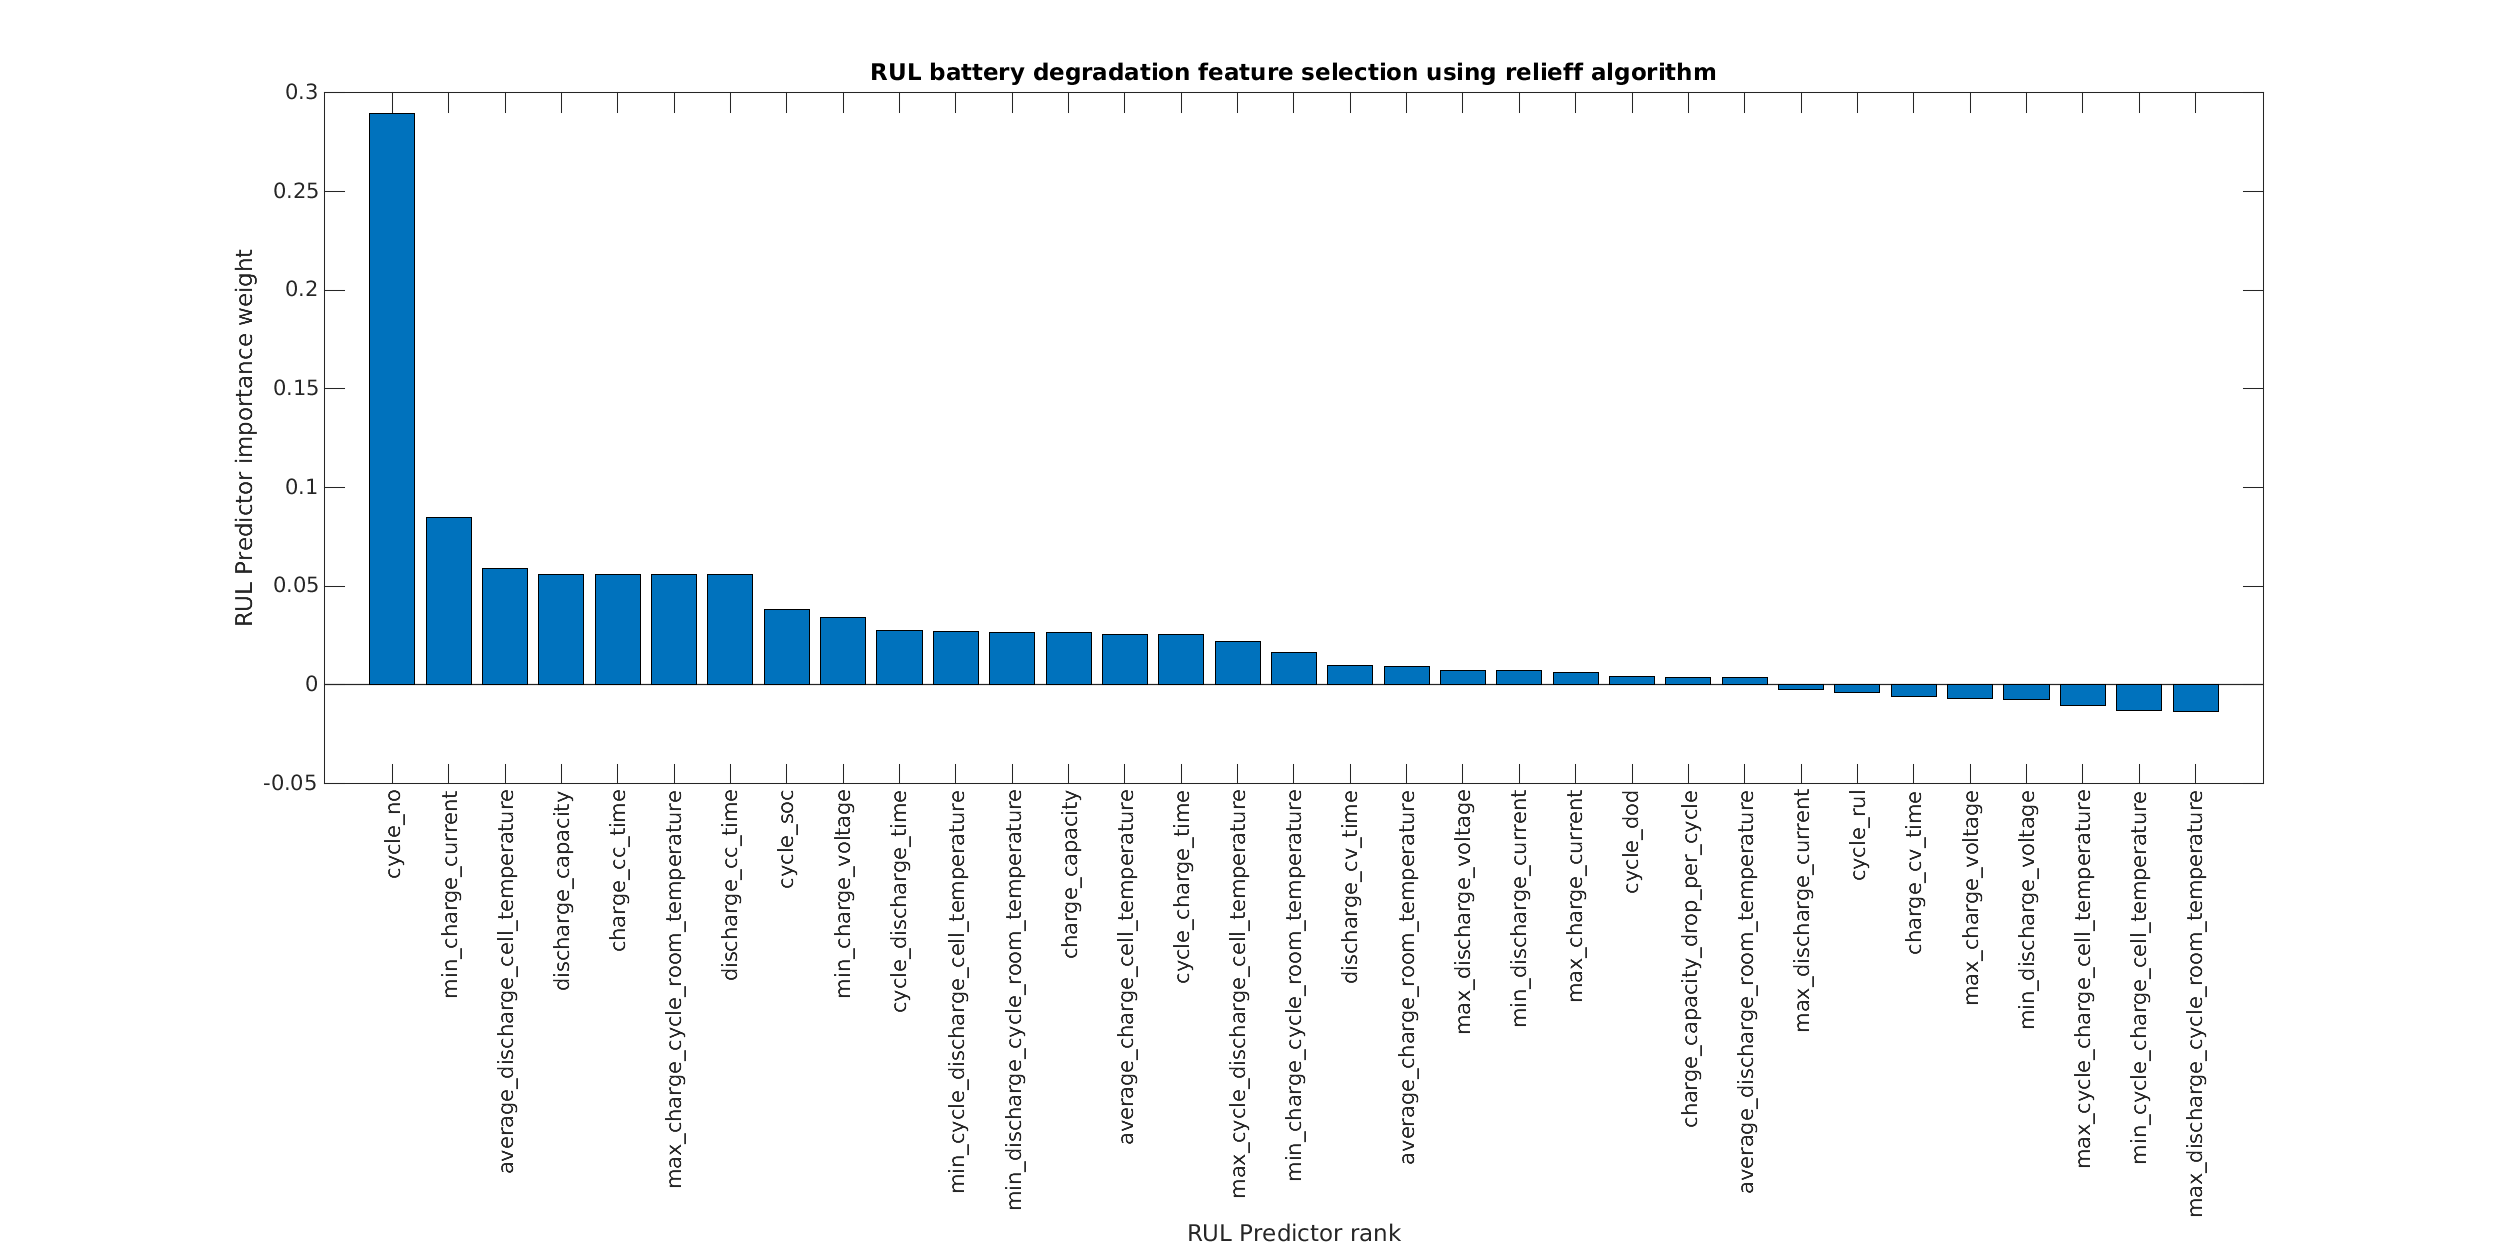 RUL battery degradation feature selection using relieff algorithm
0.3
0.25
0.2
0.15
0.1
0.05
0
-0.05
RUL Predictor importance weight
cycle_no
min_charge_current
average_discharge_cell_temperature
discharge_capacity
charge_cc_time
max_charge_cycle_room_temperature
discharge_cc_time
cycle_soc
min_charge_voltage
cycle_discharge_time
min_cycle_discharge_cell_temperature
min_discharge_cycle_room_temperature
charge_capacity
average_charge_cell_temperature
cycle_charge_time
max_cycle_discharge_cell_temperature
min_charge_cycle_room_temperature
discharge_cv_time
average_charge_room_temperature
max_discharge_voltage
min_discharge_current
max_charge_current
cycle_dod
charge_capacity_drop_per_cycle
average_discharge_room_temperature
max_discharge_current
cycle_rul
charge_cv_time
max_charge_voltage
min_discharge_voltage
max_cycle_charge_cell_temperature
min_cycle_charge_cell_temperature
max_discharge_cycle_room_temperature
RUL Predictor rank